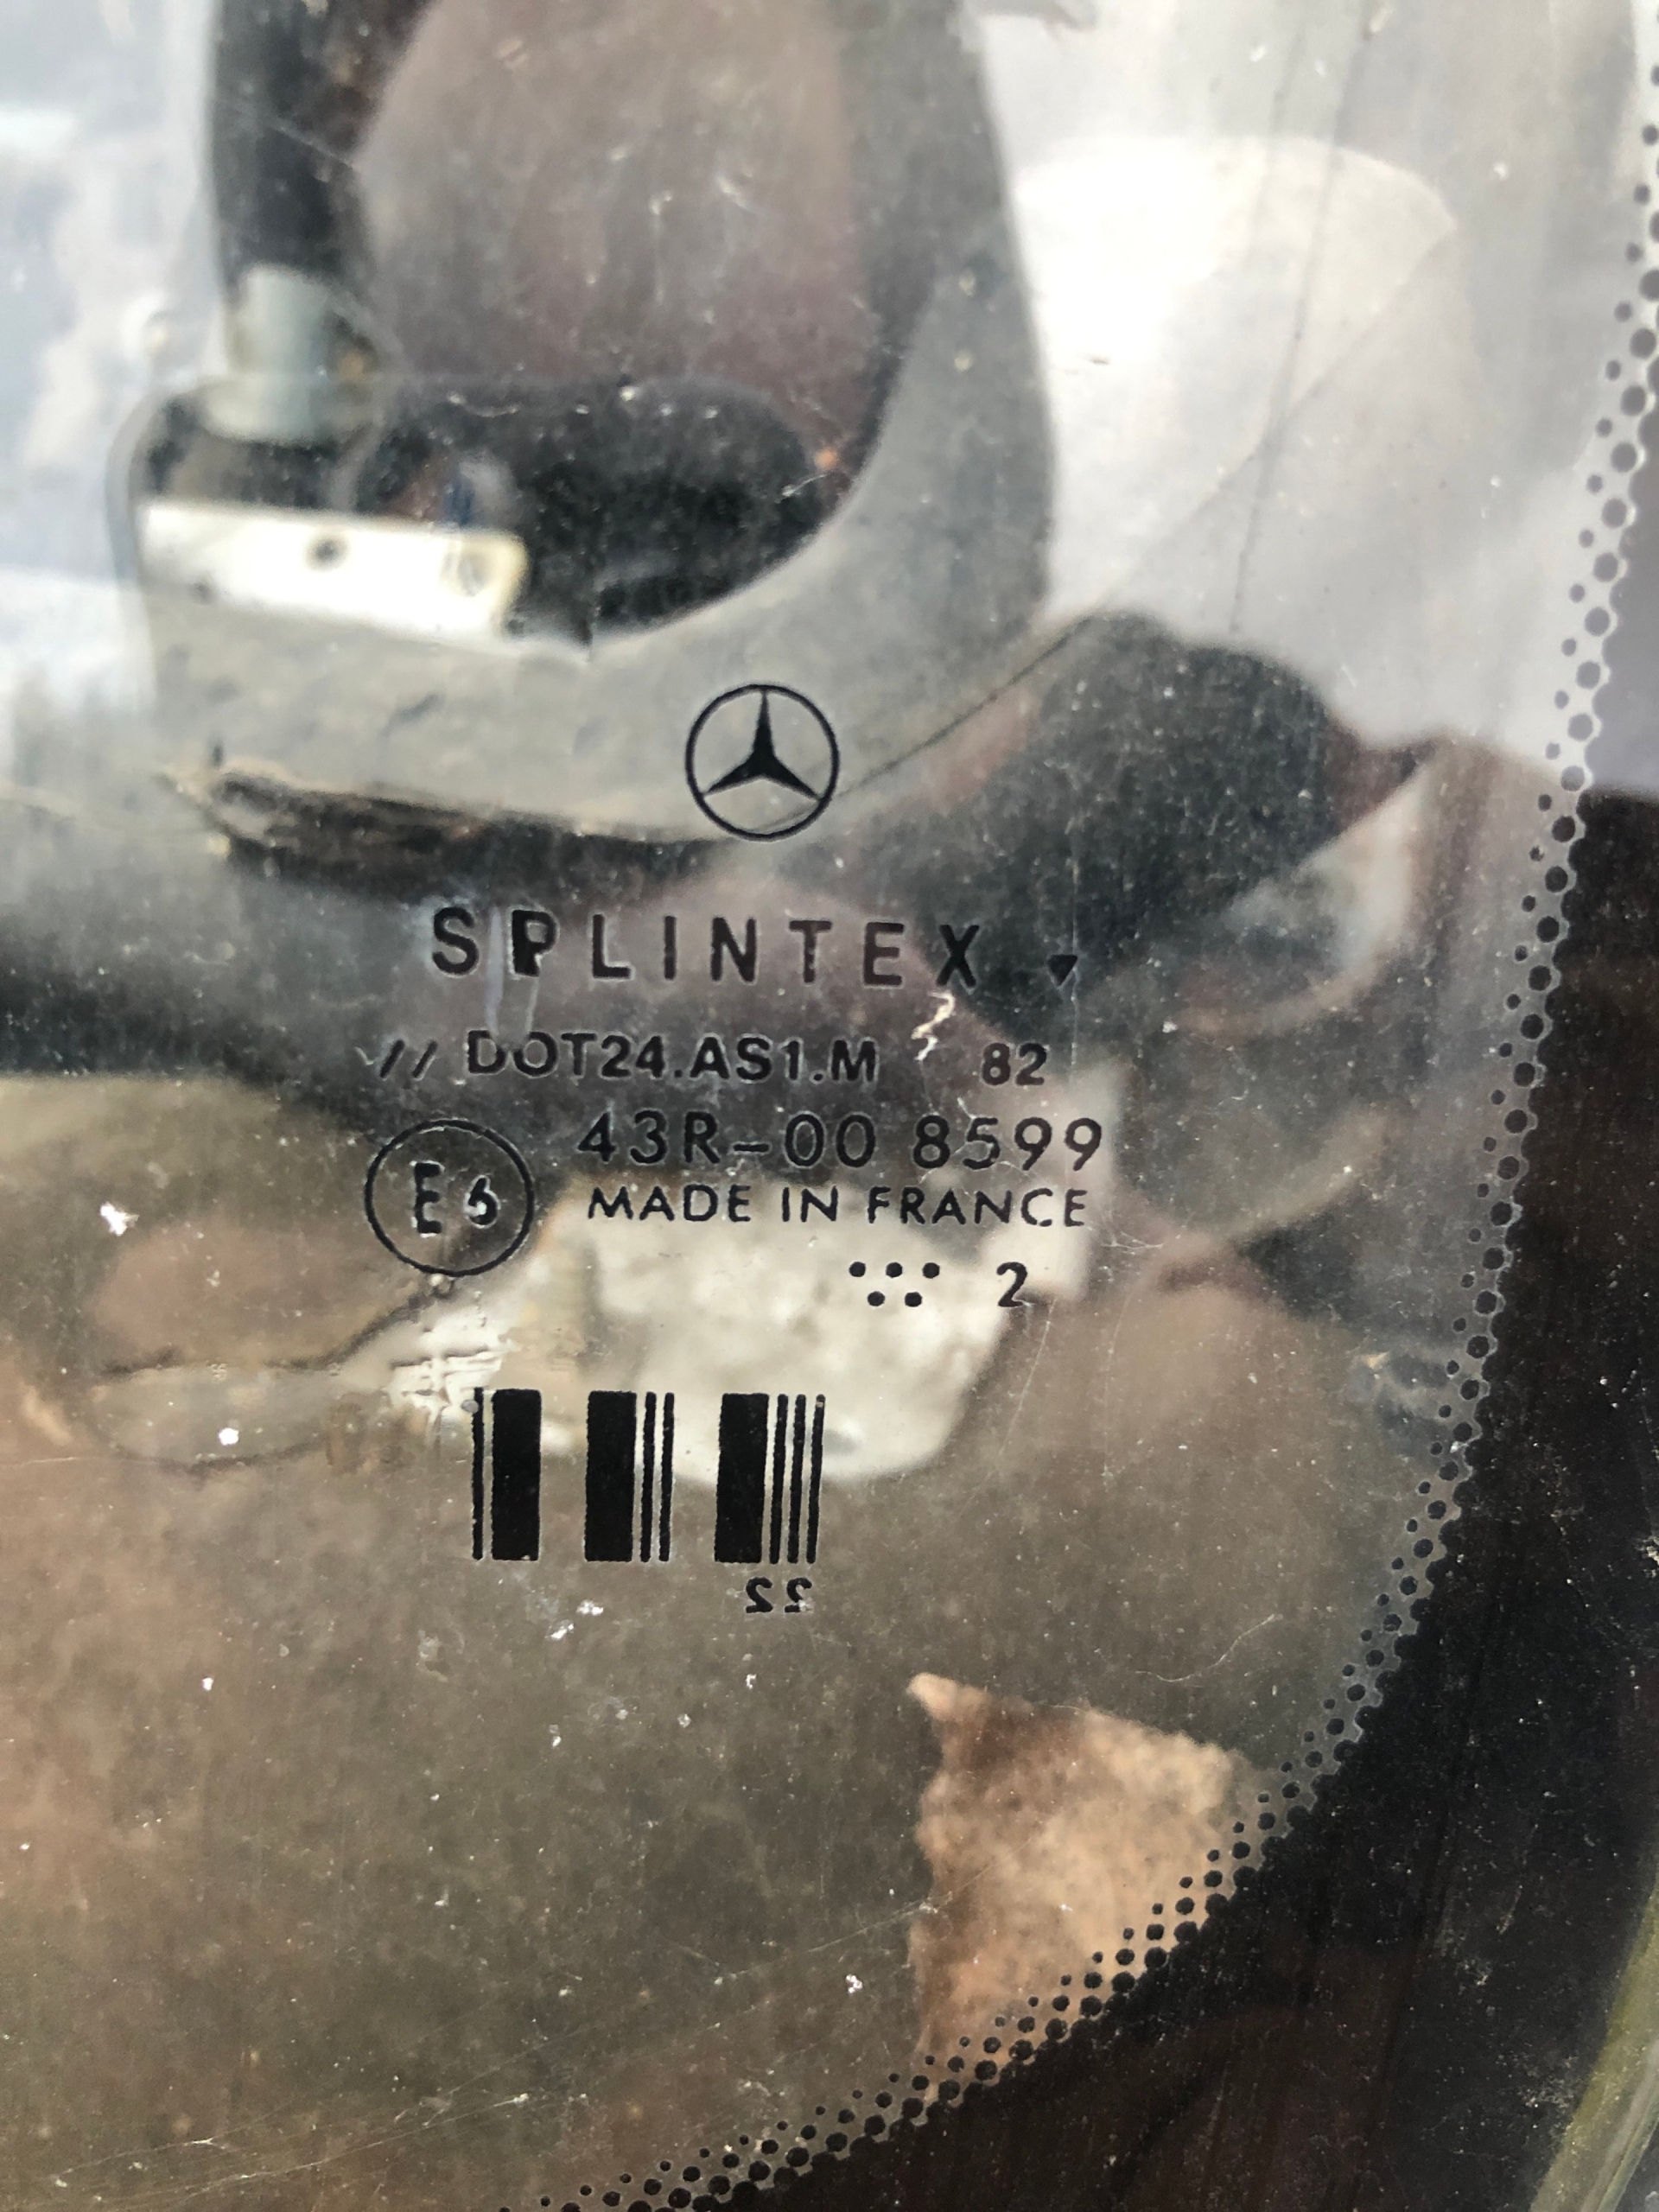 SPLINTEX
// DOT24.AS1.M 82
43R-00 8599
E6
MADE IN FRANCE
2
22